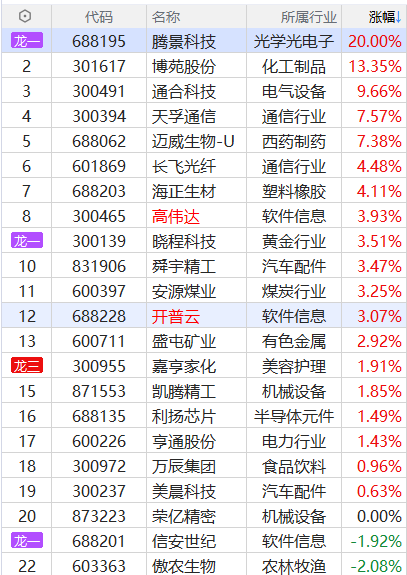 代码 名称 所属行业 涨幅↓
龙一 688195 腾景科技 光学光电子 20.00%
2 301617 博苑股份 化工制品 13.35%
3 300491 通合科技 电气设备 9.66%
4 300394 天孚通信 通信行业 7.57%
5 688062 迈威生物-U 西药制药 7.38%
6 601869 长飞光纤 通信行业 4.48%
7 688203 海正生材 塑料橡胶 4.11%
8 300465 高伟达 软件信息 3.93%
龙一 300139 晓程科技 黄金行业 3.51%
10 831906 舜宇精工 汽车配件 3.47%
11 600397 安源煤业 煤炭行业 3.25%
12 688228 开普云 软件信息 3.07%
13 600711 盛屯矿业 有色金属 2.92%
龙三 300955 嘉亨家化 美容护理 1.91%
15 871553 凯腾精工 机械设备 1.85%
16 688135 利扬芯片 半导体元件 1.49%
17 600226 亨通股份 电力行业 1.43%
18 300972 万辰集团 食品饮料 0.96%
19 300237 美晨科技 汽车配件 0.63%
20 873223 荣亿精密 机械设备 0.00%
龙一 688201 信安世纪 软件信息 -1.92%
22 603363 傲农生物 农林牧渔 -2.08%